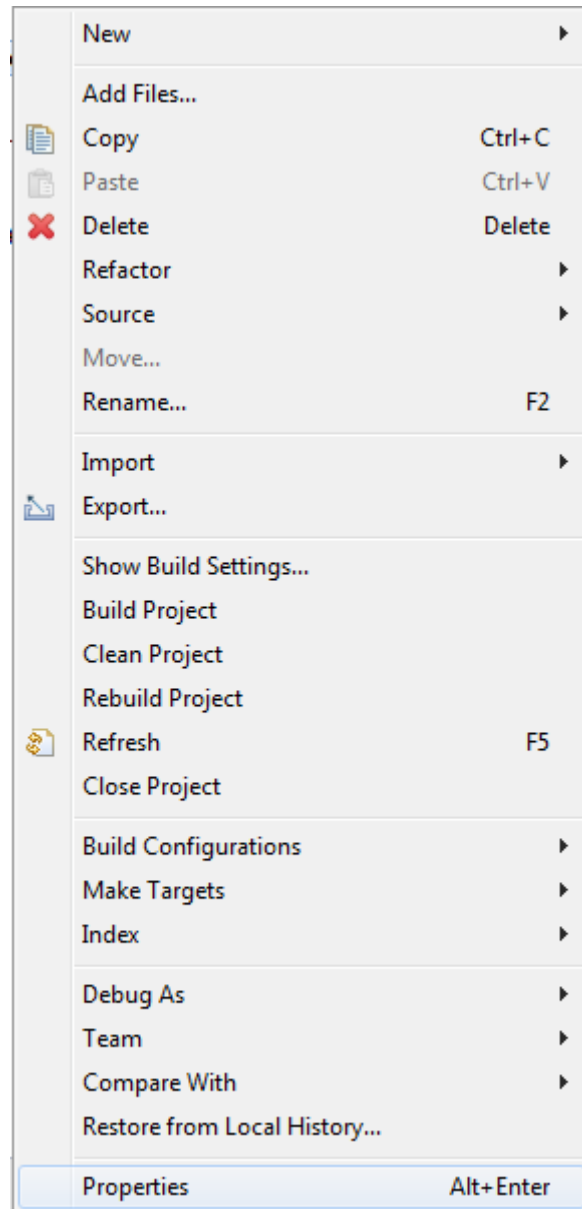 New
Add Files...
Copy Ctrl+C
Paste Ctrl+V
Delete Delete
Refactor
Source
Move...
Rename... F2
Import
Export...
Show Build Settings...
Build Project
Clean Project
Rebuild Project
Refresh F5
Close Project
Build Configurations
Make Targets
Index
Debug As
Team
Compare With
Restore from Local History...
Properties Alt+Enter